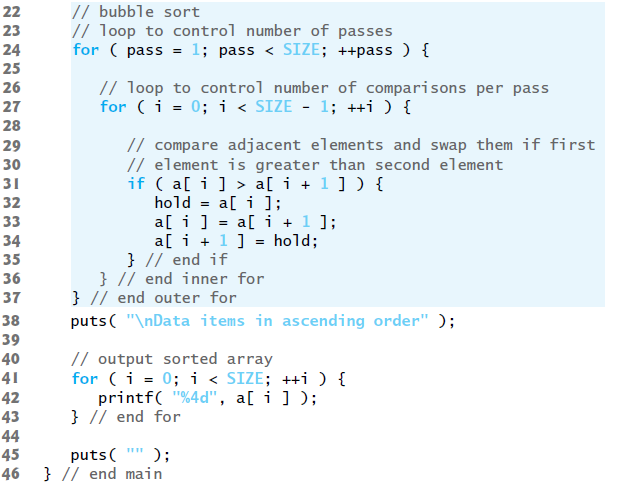 22 // bubble sort
23 // loop to control number of passes
24 for ( pass = 1; pass < SIZE; ++pass ) {
25
26 // loop to control number of comparisons per pass
27 for ( i = 0; i < SIZE - 1; ++i ) {
28
29 // compare adjacent elements and swap them if first
30 // element is greater than second element
31 if ( a[ i ] > a[ i + 1 ] ) {
32 hold = a[ i ];
33 a[ i ] = a[ i + 1 ];
34 a[ i + 1 ] = hold;
35 } // end if
36 } // end inner for
37 } // end outer for
38 puts( "\nData items in ascending order" );
39
40 // output sorted array
41 for ( i = 0; i < SIZE; ++i ) {
42 printf( "%4d", a[ i ] );
43 } // end for
44
45 puts( "" );
46 } // end main